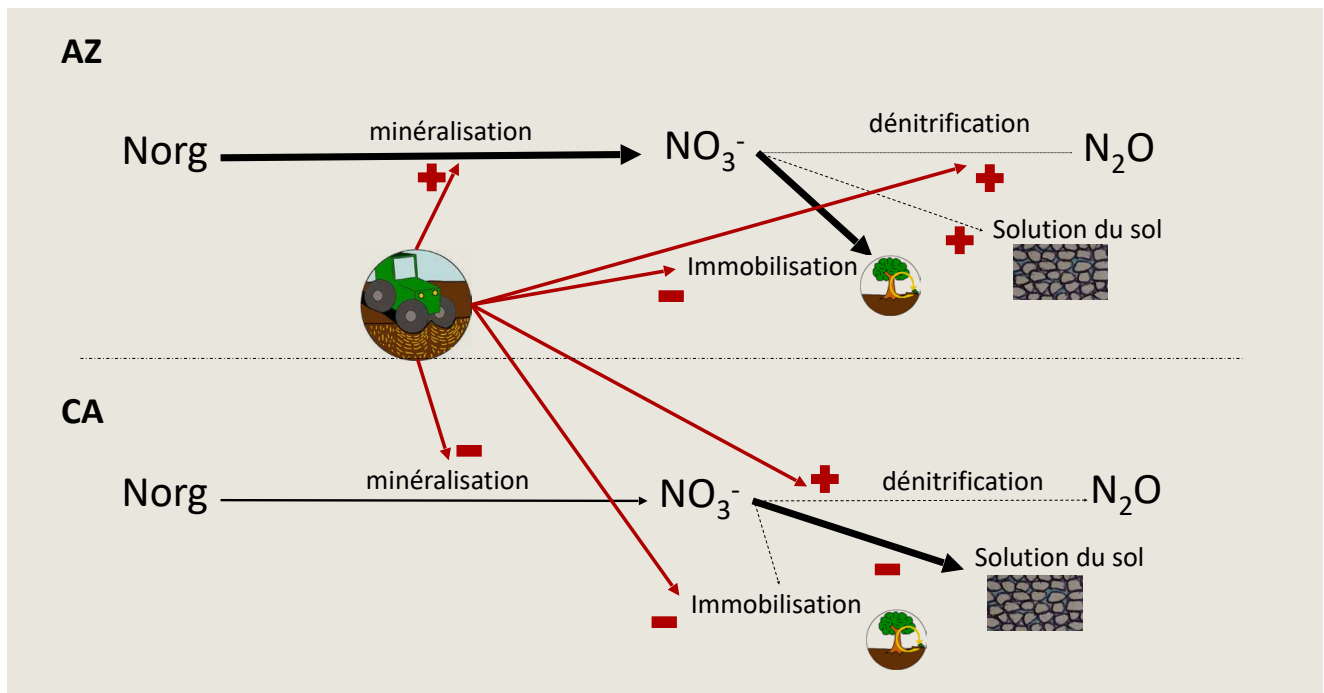 AZ
minéralisation
dénitrification
Norg
NO₃⁻
N₂O
Solution du sol
Immobilisation
CA
minéralisation
dénitrification
Norg
NO₃⁻
N₂O
Solution du sol
Immobilisation